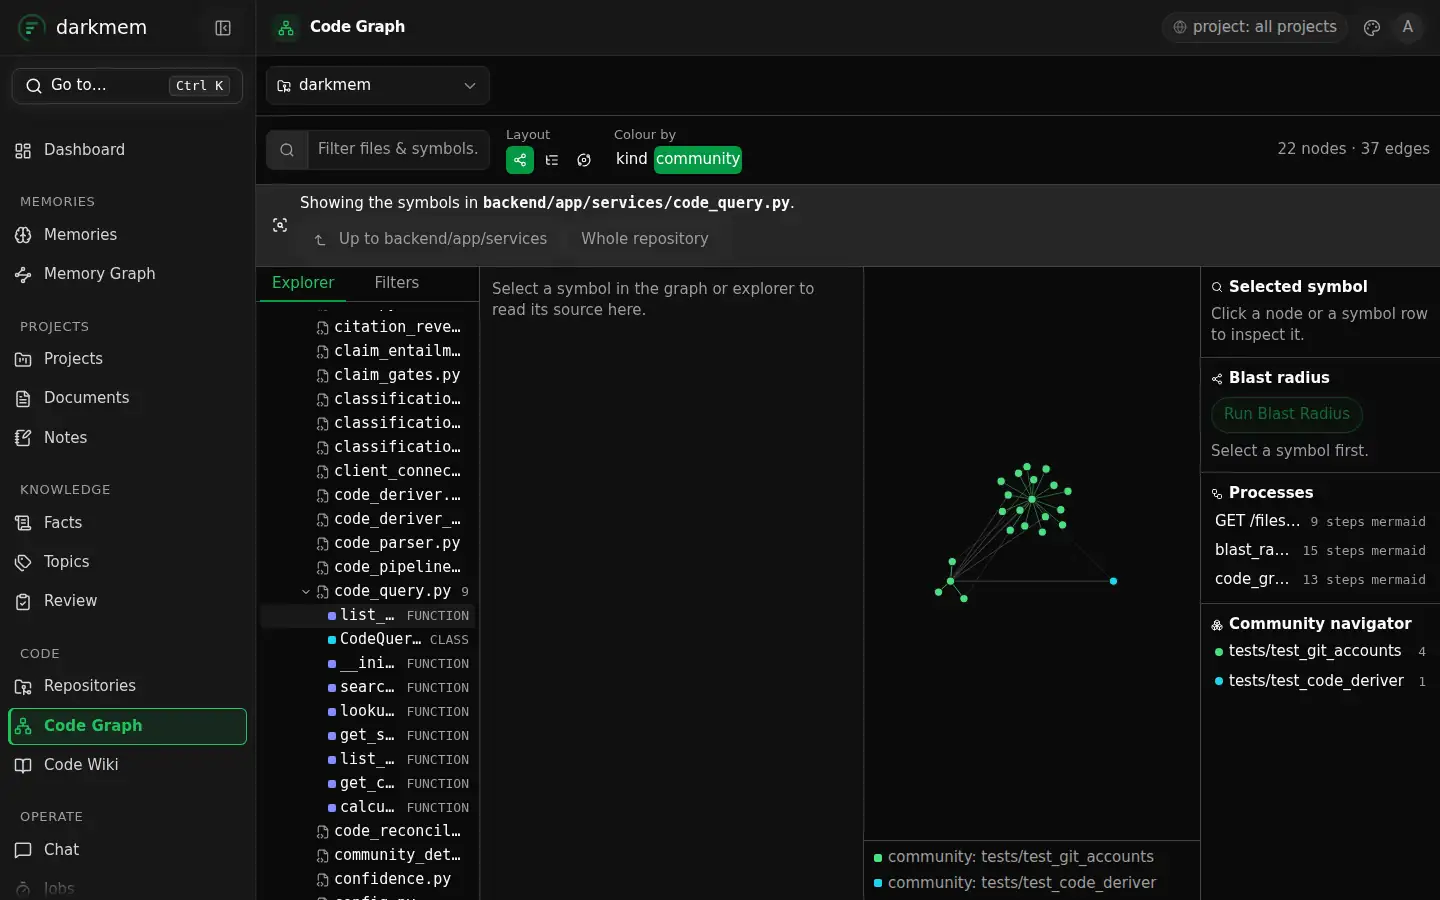 darkmem
Go to...
Ctrl K
Dashboard
MEMORIES
Memories
Memory Graph
PROJECTS
Projects
Documents
Notes
KNOWLEDGE
Facts
Topics
Review
CODE
Repositories
Code Graph
Code Wiki
OPERATE
Chat
Jobs
Code Graph
project: all projects
A
darkmem
Filter files & symbols.
Layout
Colour by
kind community
22 nodes · 37 edges
Showing the symbols in backend/app/services/code_query.py.
Up to backend/app/services
Whole repository
Explorer
Filters
citation_reve…
claim_entailm…
claim_gates.py
classificatio…
classificatio…
classificatio…
client_connec…
code_deriver.…
code_deriver_…
code_parser.py
code_pipeline…
code_query.py 9
list_… FUNCTION
CodeQuer… CLASS
__ini… FUNCTION
searc… FUNCTION
looku… FUNCTION
get_s… FUNCTION
list_… FUNCTION
get_c… FUNCTION
calcu… FUNCTION
code_reconcil…
community_det…
confidence.py
Select a symbol in the graph or explorer to
read its source here.
community: tests/test_git_accounts
community: tests/test_code_deriver
Selected symbol
Click a node or a symbol row
to inspect it.
Blast radius
Run Blast Radius
Select a symbol first.
Processes
GET /files… 9 steps mermaid
blast_ra… 15 steps mermaid
code_gr… 13 steps mermaid
Community navigator
tests/test_git_accounts 4
tests/test_code_deriver 1